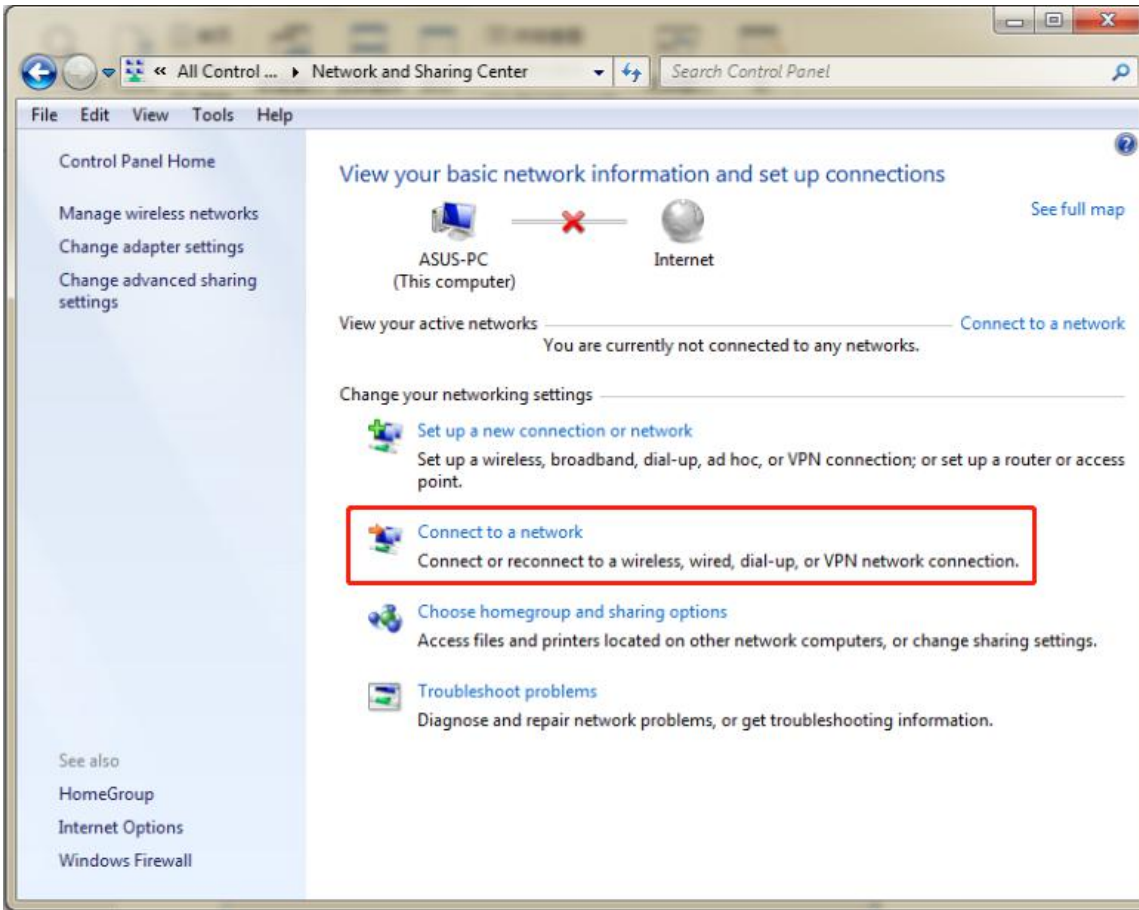 « All Control ... ▸ Network and Sharing Center
Search Control Panel
File Edit View Tools Help
Control Panel Home
Manage wireless networks
Change adapter settings
Change advanced sharing
settings
See also
HomeGroup
Internet Options
Windows Firewall
View your basic network information and set up connections
See full map
ASUS-PC
(This computer)
Internet
View your active networks
Connect to a network
You are currently not connected to any networks.
Change your networking settings
Set up a new connection or network
Set up a wireless, broadband, dial-up, ad hoc, or VPN connection; or set up a router or access
point.
Connect to a network
Connect or reconnect to a wireless, wired, dial-up, or VPN network connection.
Choose homegroup and sharing options
Access files and printers located on other network computers, or change sharing settings.
Troubleshoot problems
Diagnose and repair network problems, or get troubleshooting information.